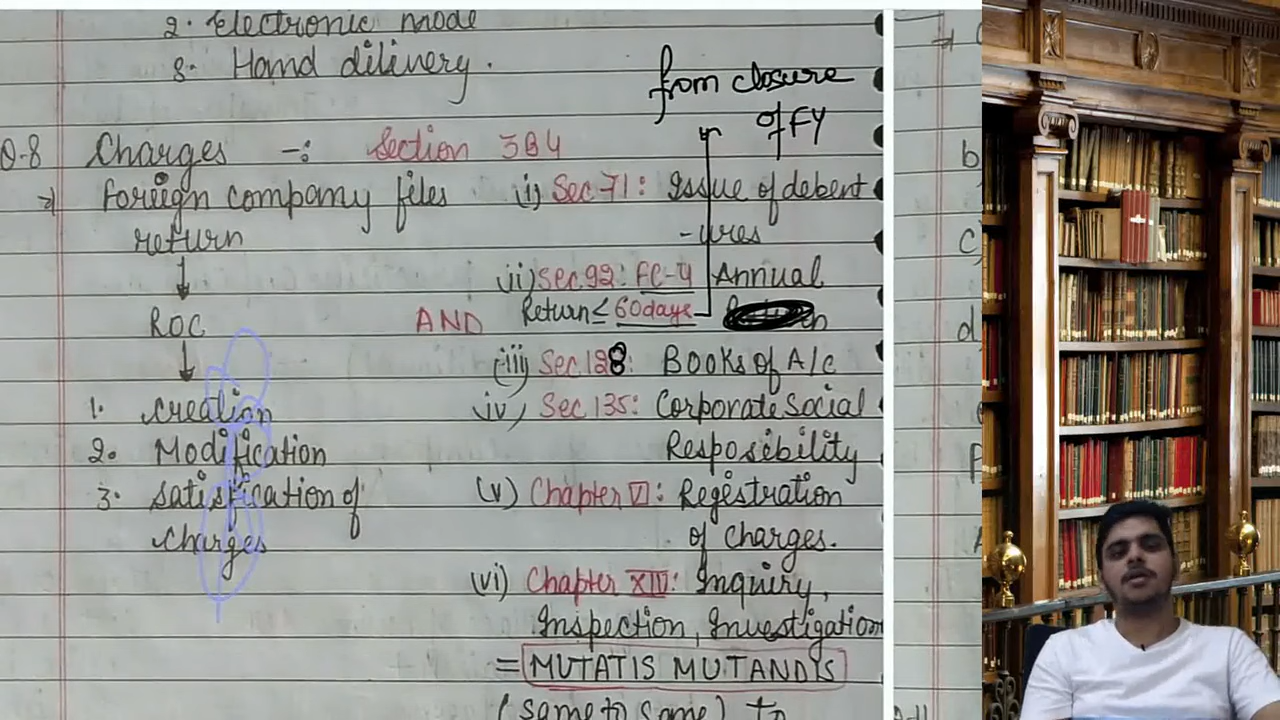 2. Electronic mode
3. Hand dilivery.
from closure
of FY
Q-8 Charges -: Section 384
Foreign company files
return
↓
ROC
↓
1. Creation
2. Modification
3. Satisfication of
Charges
AND
(i) Sec 71: Issue of debent
-ures
(ii) Sec 92: FC-4 Annual
Return ≤ 60 days
(iii) Sec 128: Books of A/c
iv) Sec 135: Corporate Social
Resposibility
(v) Chapter VI: Registration
of Charges.
(vi) Chapter XIV: Inquiry,
Inspection, Investigation
= MUTATIS MUTANDIS
(same to same) to
b
c)
d